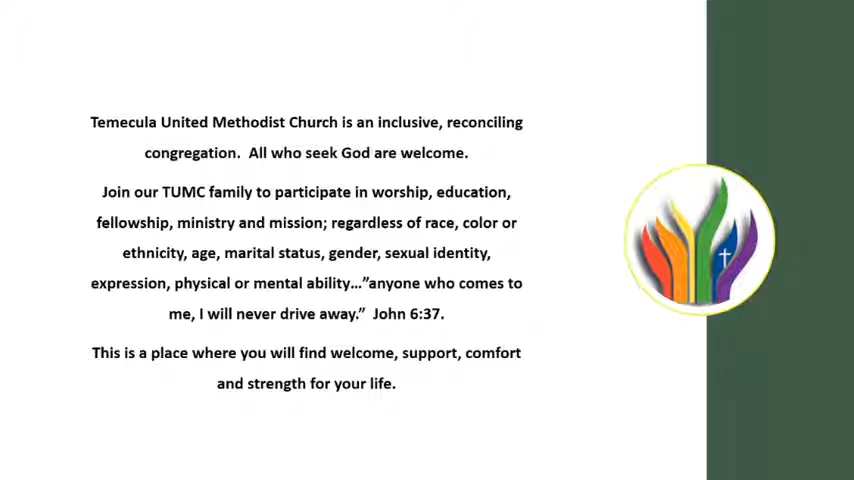 Temecula United Methodist Church is an inclusive, reconciling
congregation.  All who seek God are welcome.
Join our TUMC family to participate in worship, education,
fellowship, ministry and mission; regardless of race, color or
ethnicity, age, marital status, gender, sexual identity,
expression, physical or mental ability…”anyone who comes to
me, I will never drive away.”  John 6:37.
This is a place where you will find welcome, support, comfort
and strength for your life.